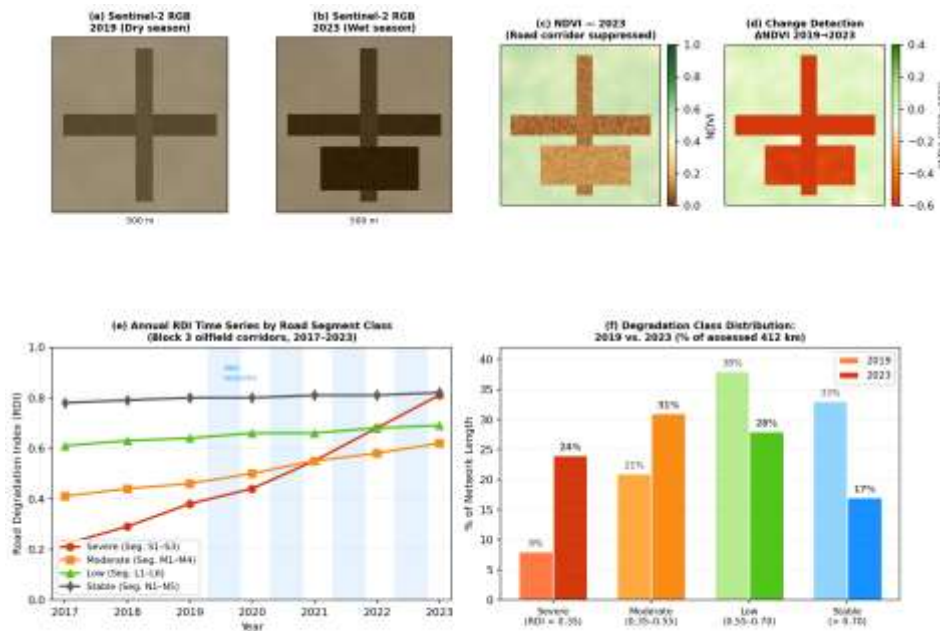 (a) Sentinel-2 RGB
2019 (Dry season)
(b) Sentinel-2 RGB
2023 (Wet season)
(c) NDVI — 2023
(Road corridor suppressed)
(d) Change Detection
ΔNDVI 2019→2023
1.0
0.8
0.6
0.4
0.2
0.0
NDVI
0.4
0.2
0.0
−0.2
−0.4
−0.6
500 m
500 m
(e) Annual RDI Time Series by Road Segment Class
(Block 3 oilfield corridors, 2017–2023)
Road Degradation Index (RDI)
1.0
0.8
0.6
0.4
0.2
0.0
Severe (Seg. S1–S3)
Moderate (Seg. M1–M4)
Low (Seg. L1–L6)
Stable (Seg. N1–N5)
2017 2018 2019 2020 2021 2022 2023
Year
(f) Degradation Class Distribution:
2019 vs. 2023 (% of assessed 412 km)
% of Network Length
40
35
30
25
20
15
10
5
0
2019
2023
24%
21%
31%
28%
17%
Severe
(RDI < 0.35)
Moderate
(0.35–0.55)
Low
(0.55–0.70)
Stable
(> 0.70)